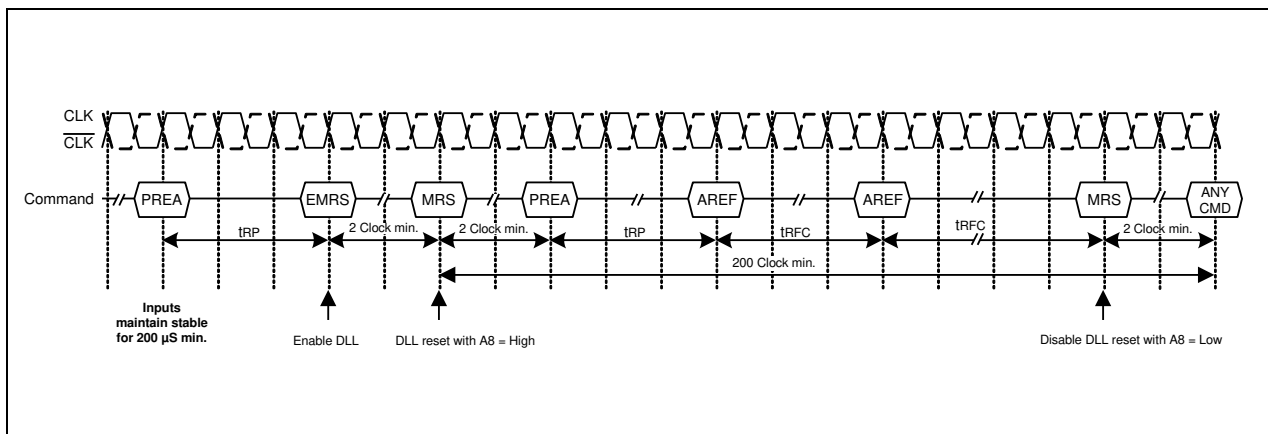 CLK
CLK
Command
PREA
EMRS
MRS
PREA
AREF
AREF
MRS
ANY
CMD
tRP
2 Clock min.
2 Clock min.
tRP
tRFC
tRFC
2 Clock min.
200 Clock min.
Inputs
maintain stable
for 200 µS min.
Enable DLL
DLL reset with A8 = High
Disable DLL reset with A8 = Low